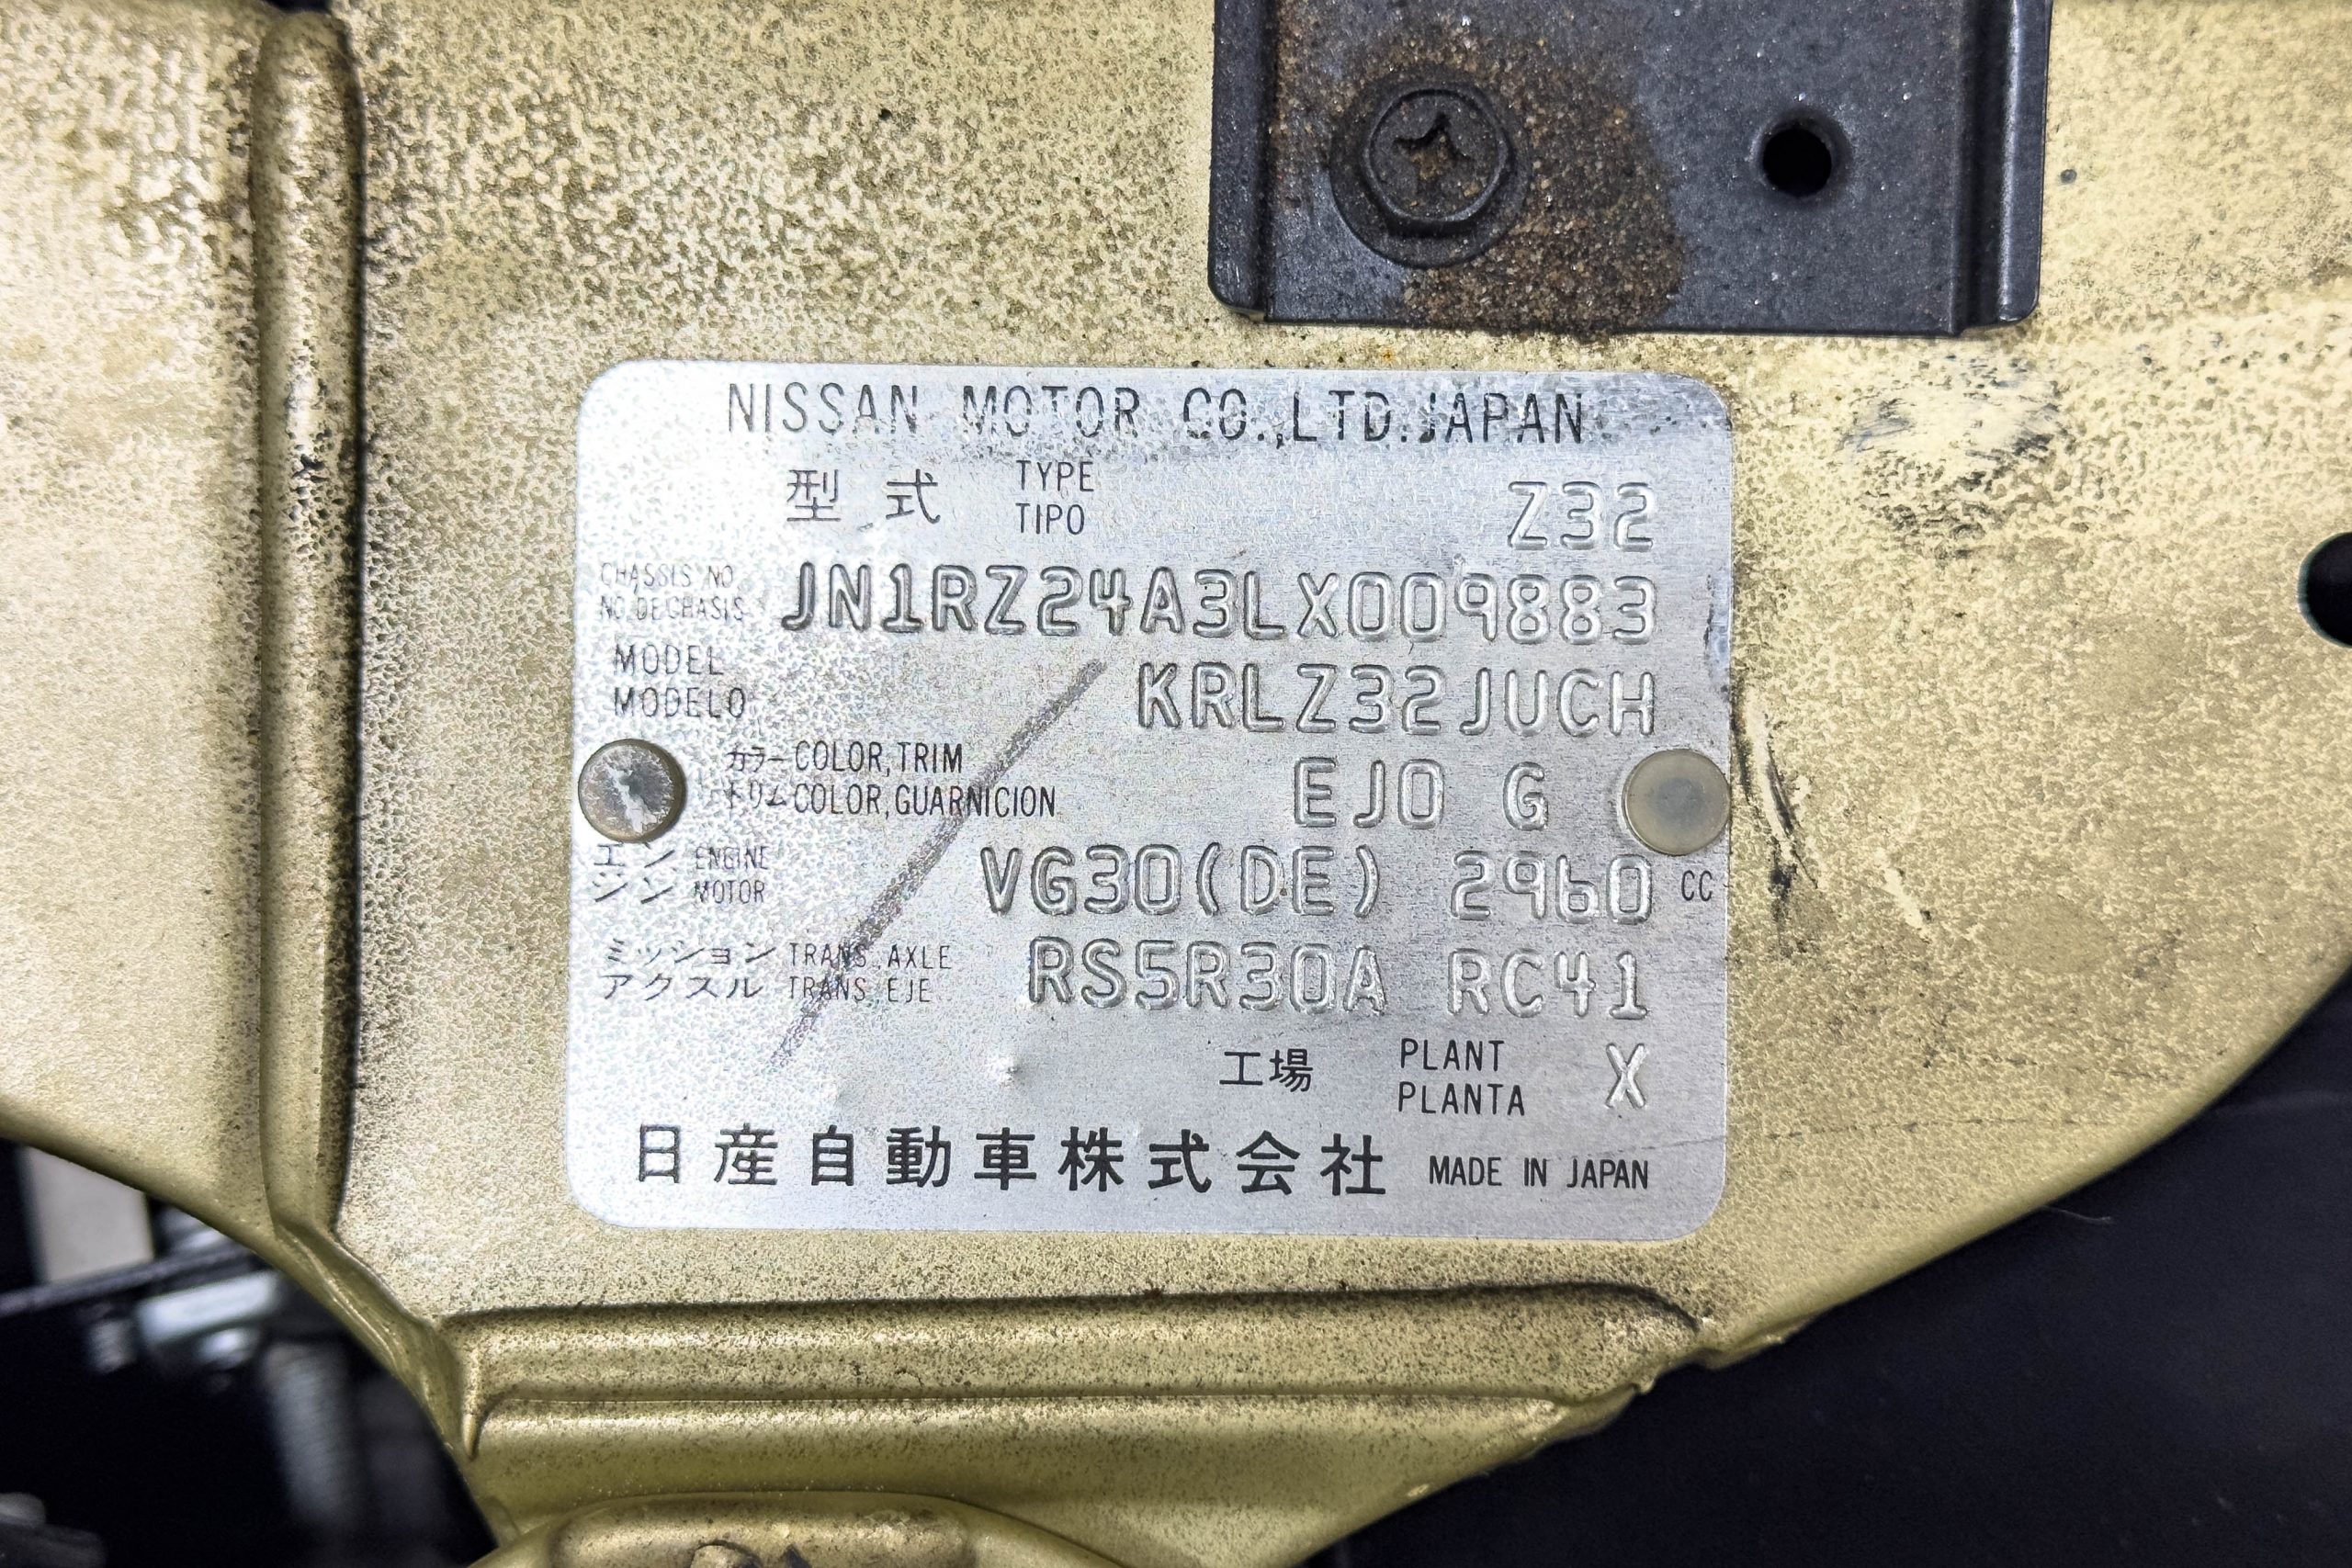 NISSAN MOTOR CO.,LTD.JAPAN
型式 TYPE Z32
TIPO
CHASSIS NO. JN1RZ24A3LX009883
NO. DE CHASIS
MODEL KRLZ32JUCH
MODELO
カラー COLOR,TRIM EJ0 G
トリム COLOR,GUARNICION
エン ENGINE VG30(DE) 2960 CC
ジン MOTOR
ミッション TRANS.,AXLE RS5R30A RC41
アクスル TRANS., EJE
工場 PLANT X
PLANTA
日産自動車株式会社 MADE IN JAPAN